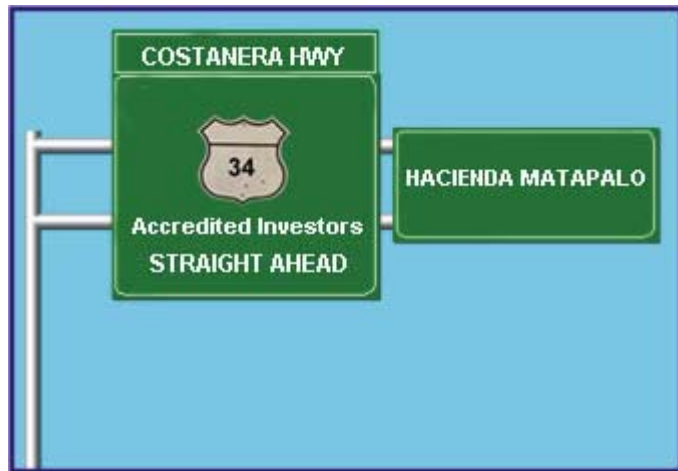 COSTANERA HWY
34
Accredited Investors
STRAIGHT AHEAD
HACIENDA MATAPALO